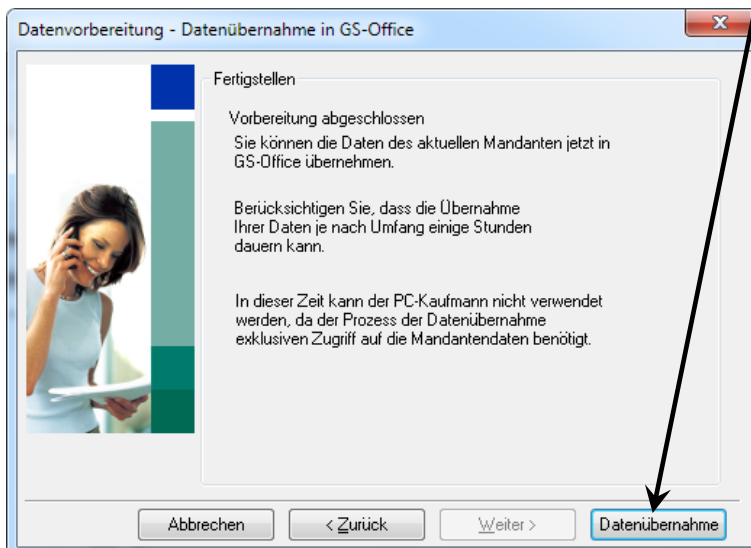 Datenvorbereitung - Datenübernahme in GS-Office
Fertigstellen
Vorbereitung abgeschlossen
Sie können die Daten des aktuellen Mandanten jetzt in
GS-Office übernehmen.
Berücksichtigen Sie, dass die Übernahme
Ihrer Daten je nach Umfang einige Stunden
dauern kann.
In dieser Zeit kann der PC-Kaufmann nicht verwendet
werden, da der Prozess der Datenübernahme
exklusiven Zugriff auf die Mandantendaten benötigt.
Abbrechen < Zurück Weiter > Datenübernahme